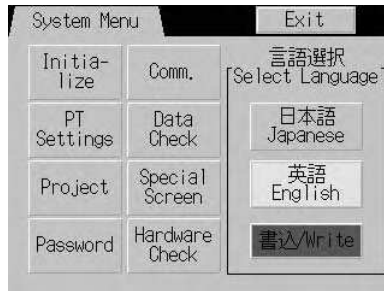 System Menu
Exit
Initia-
lize
Comm.
PT
Settings
Data
Check
Project
Special
Screen
Password
Hardware
Check
言語選択
Select Language
日本語
Japanese
英語
English
書込/Write